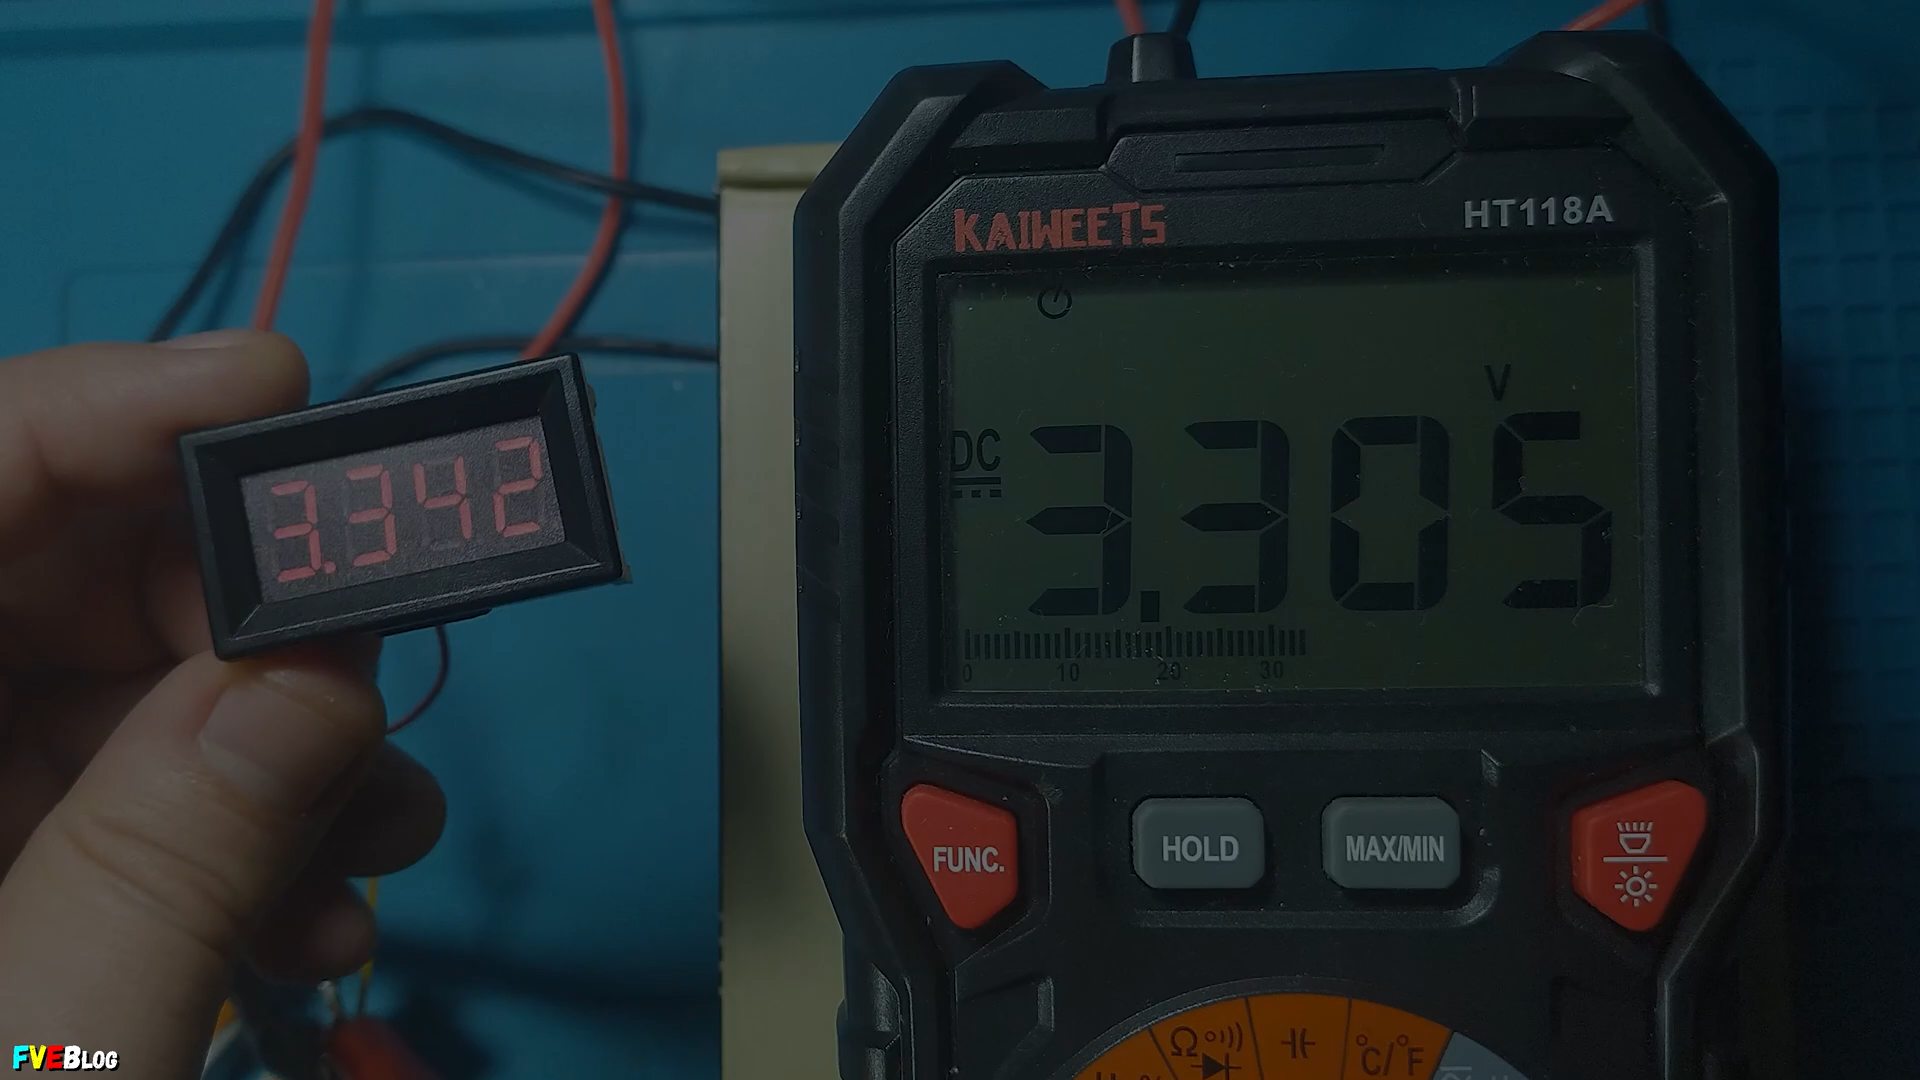 KAIWEETS
HT118A
V
DC
3.305
0 10 20 30
3.342
FUNC.
HOLD
MAX/MIN
Ω
°C/°F
FVEBLOG